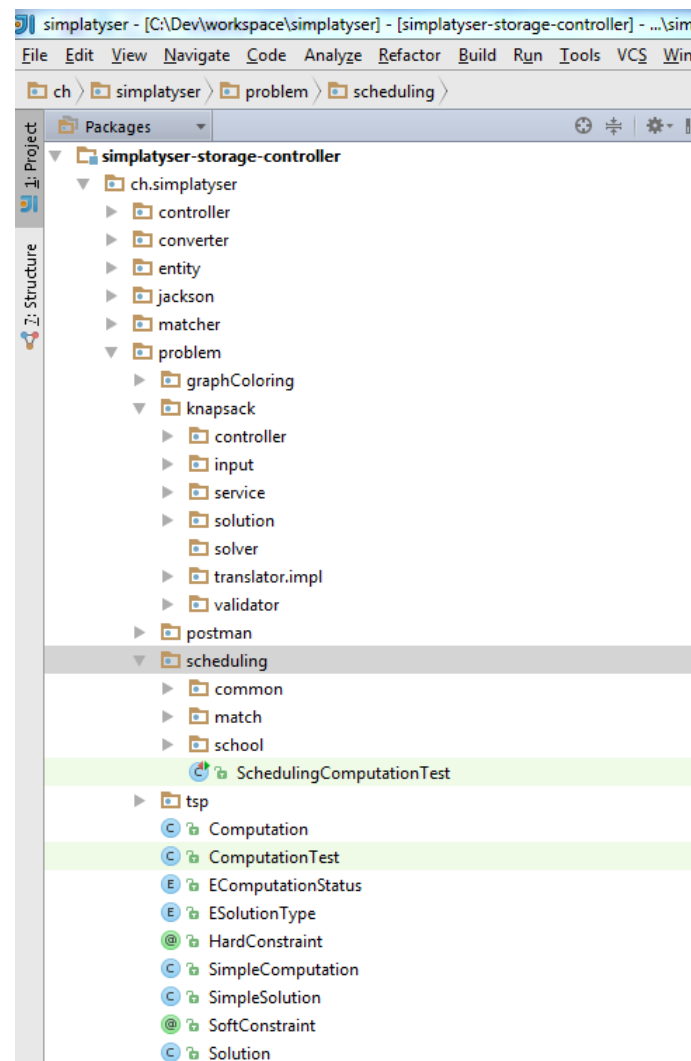 simplatyser - [C:\Dev\workspace\simplatyser] - [simplatyser-storage-controller] - ...\sim
File Edit View Navigate Code Analyze Refactor Build Run Tools VCS Win
ch simplatyser problem scheduling
1: Project
7: Structure
Packages
simplatyser-storage-controller
ch.simplatyser
controller
converter
entity
jackson
matcher
problem
graphColoring
knapsack
controller
input
service
solution
solver
translator.impl
validator
postman
scheduling
common
match
school
C SchedulingComputationTest
tsp
C Computation
C ComputationTest
E EComputationStatus
E ESolutionType
@ HardConstraint
C SimpleComputation
C SimpleSolution
@ SoftConstraint
C Solution